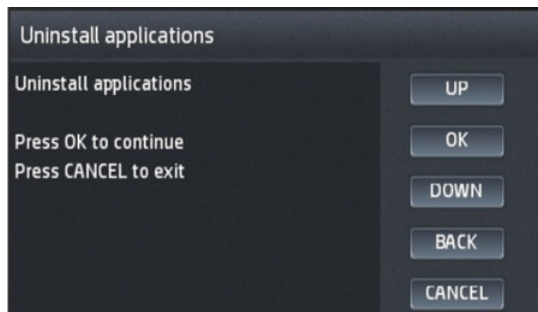 Uninstall applications
Uninstall applications
Press OK to continue
Press CANCEL to exit
UP
OK
DOWN
BACK
CANCEL